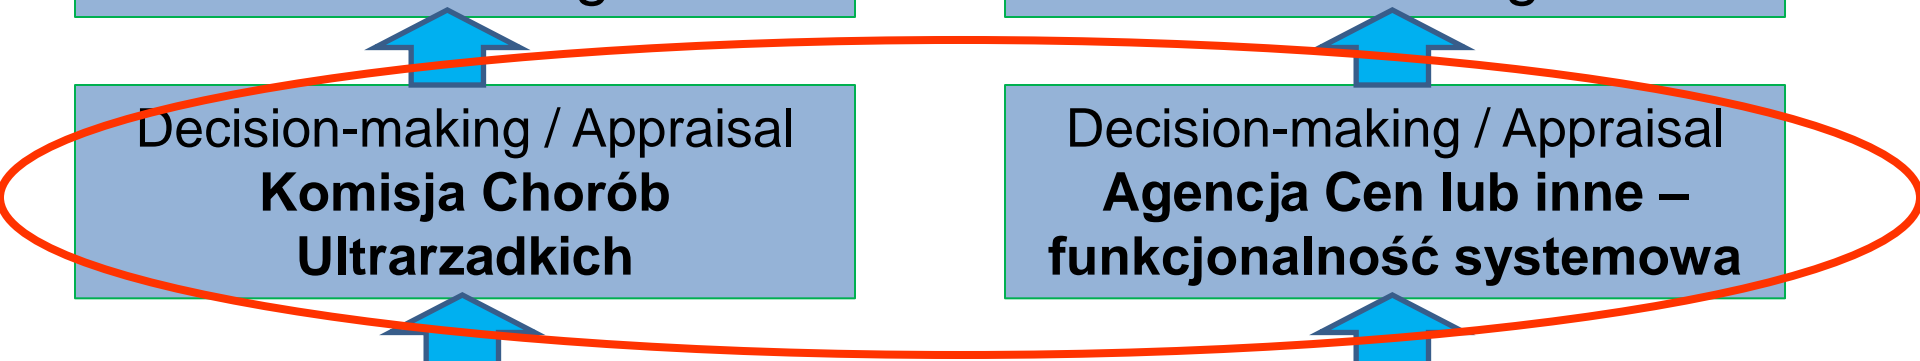 Decision-making / Appraisal
Komisja Chorób
Ultrarzadkich
Decision-making / Appraisal
Agencja Cen lub inne –
funkcjonalność systemowa